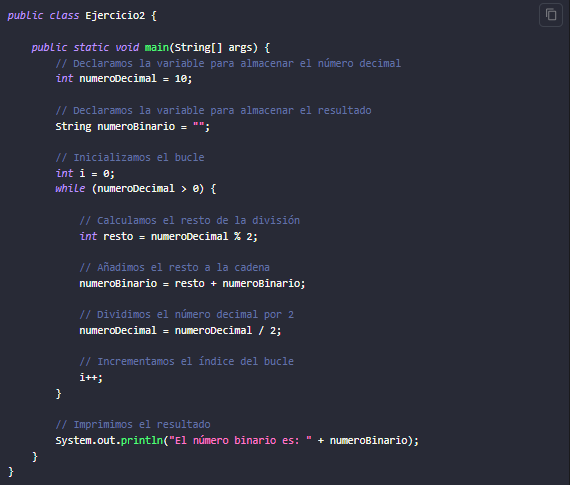 public class Ejercicio2 {
public static void main(String[] args) {
// Declaramos la variable para almacenar el número decimal
int numeroDecimal = 10;
// Declaramos la variable para almacenar el resultado
String numeroBinario = "";
// Inicializamos el bucle
int i = 0;
while (numeroDecimal > 0) {
// Calculamos el resto de la división
int resto = numeroDecimal % 2;
// Añadimos el resto a la cadena
numeroBinario = resto + numeroBinario;
// Dividimos el número decimal por 2
numeroDecimal = numeroDecimal / 2;
// Incrementamos el índice del bucle
i++;
}
// Imprimimos el resultado
System.out.println("El número binario es: " + numeroBinario);
}
}